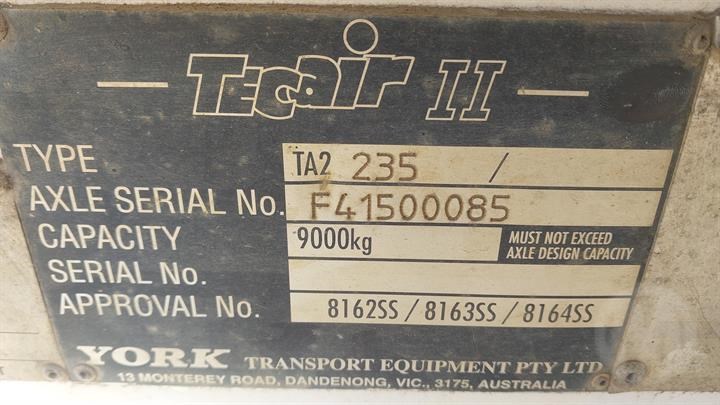 TECair II
TYPE TA2 235 /
AXLE SERIAL No. F41500085
CAPACITY 9000kg MUST NOT EXCEED
AXLE DESIGN CAPACITY
SERIAL No.
APPROVAL No. 8162SS / 8163SS / 8164SS
YORK TRANSPORT EQUIPMENT PTY LTD
13 MONTEREY ROAD, DANDENONG, VIC., 3175, AUSTRALIA